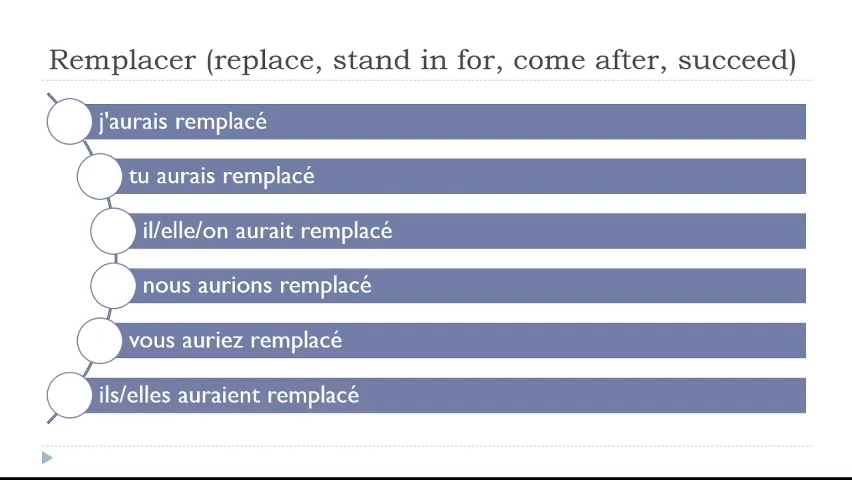 Remplacer (replace, stand in for, come after, succeed)
j'aurais remplacé
tu aurais remplacé
il/elle/on aurait remplacé
nous aurions remplacé
vous auriez remplacé
ils/elles auraient remplacé